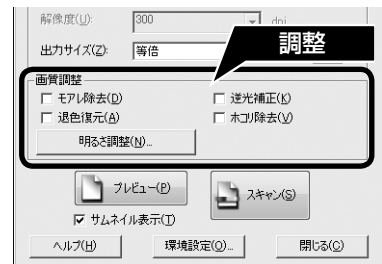 解像度(U): 300 dpi
出力サイズ(Z): 等倍
調整
画質調整
モアレ除去(D) 逆光補正(K)
退色復元(A) ホコリ除去(V)
明るさ調整(N)...
プレビュー(P) スキャン(S)
サムネイル表示(T)
ヘルプ(H) 環境設定(O)... 閉じる(C)